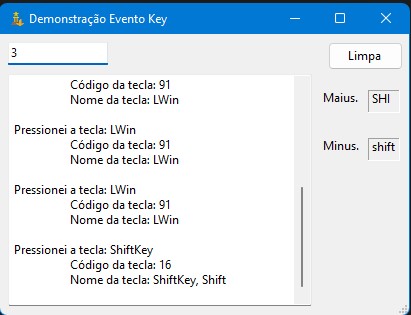 Demonstração Evento Key
3
Limpa
Código da tecla: 91
Nome da tecla: LWin
Pressionei a tecla: LWin
Código da tecla: 91
Nome da tecla: LWin
Pressionei a tecla: LWin
Código da tecla: 91
Nome da tecla: LWin
Pressionei a tecla: ShiftKey
Código da tecla: 16
Nome da tecla: ShiftKey, Shift
Maius. SHI
Minus. shift